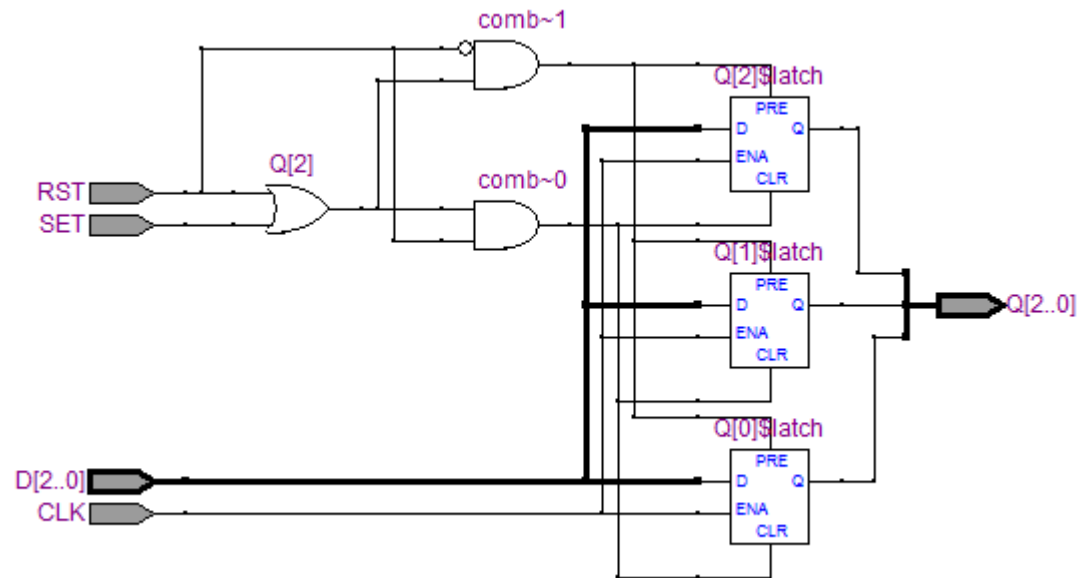 comb~1
Q[2]$latch
PRE
D
Q
ENA
CLR
Q[2]
RST
SET
comb~0
Q[1]$latch
PRE
D
Q
ENA
CLR
Q[2..0]
Q[0]$latch
PRE
D
Q
ENA
CLR
D[2..0]
CLK